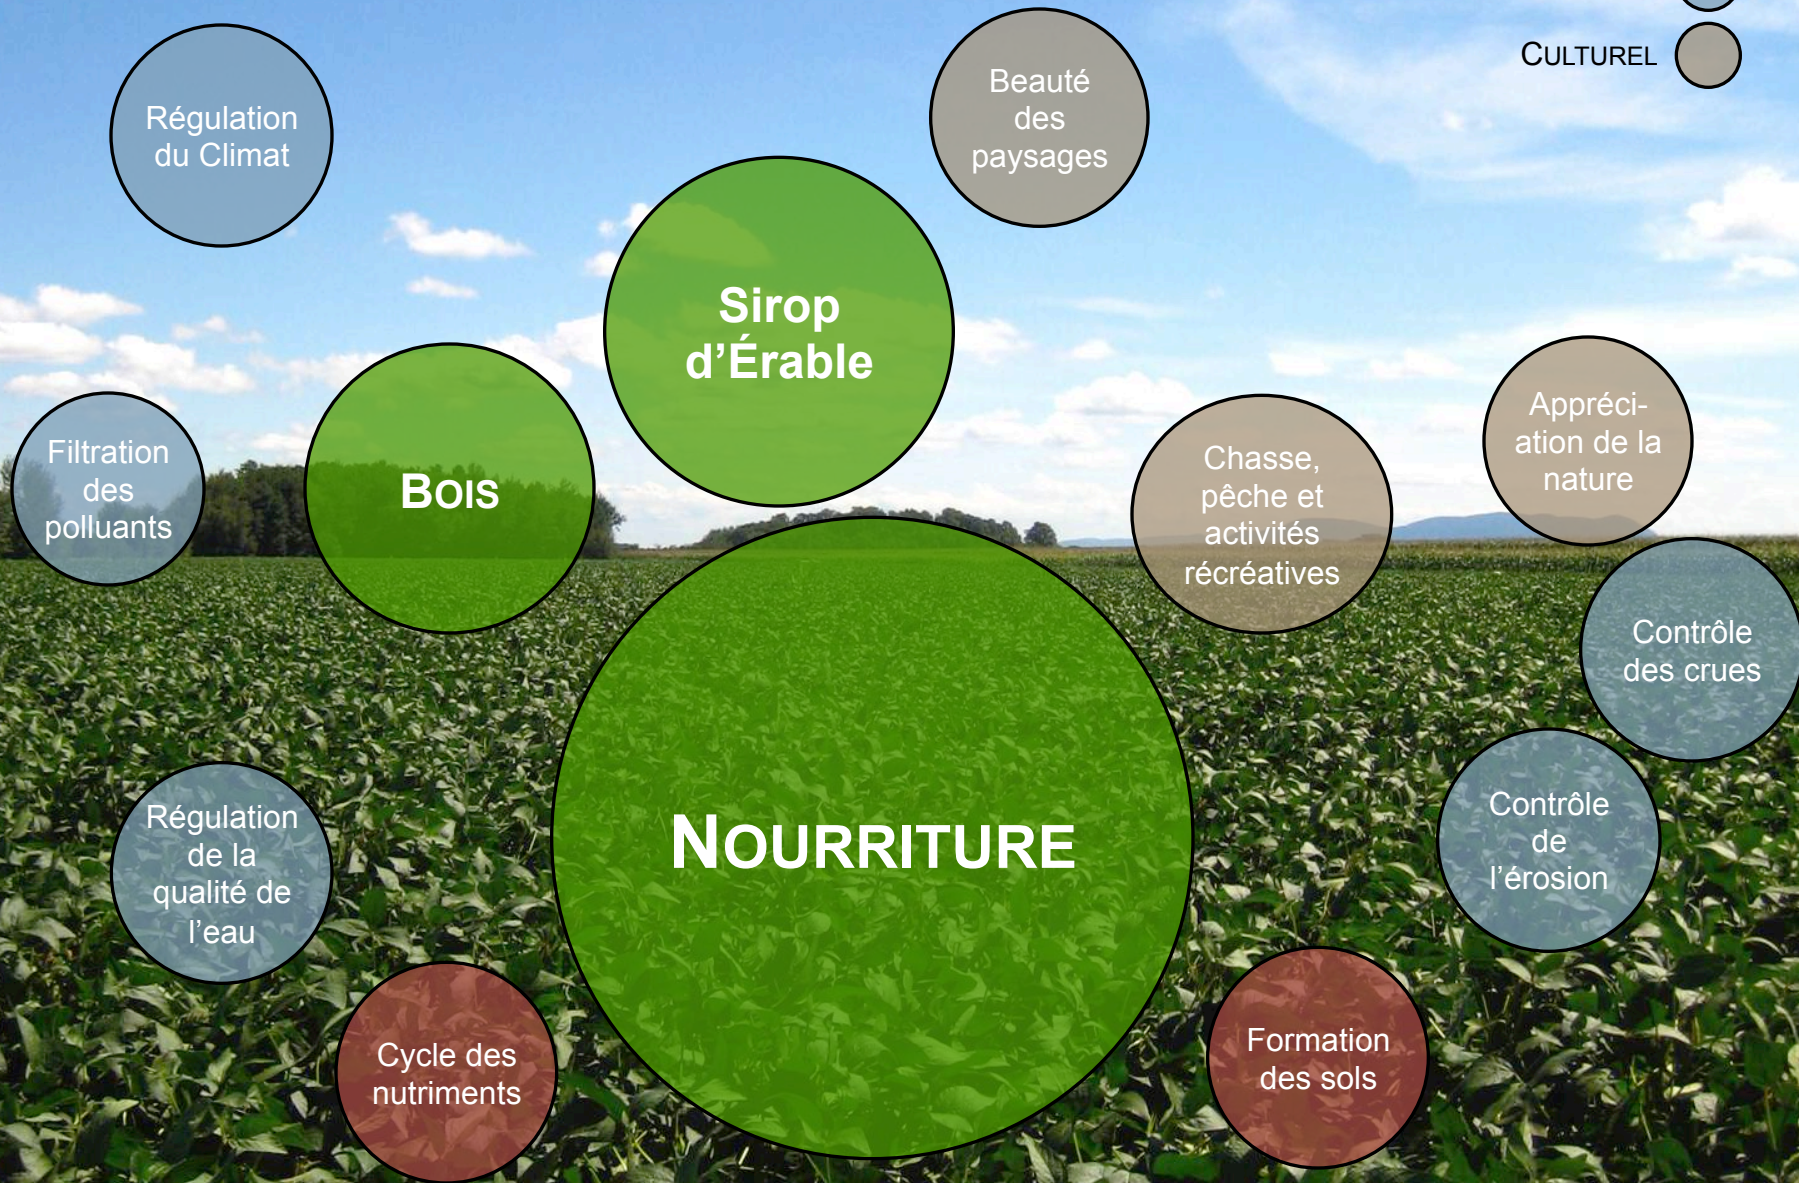 CULTUREL
Régulation
du Climat
Beauté
des
paysages
Sirop
d’Érable
Filtration
des
polluants
BOIS
Chasse,
pêche et
activités
récréatives
Appréci-
ation de la
nature
Contrôle
des crues
NOURRITURE
Régulation
de la
qualité de
l’eau
Contrôle
de
l’érosion
Cycle des
nutriments
Formation
des sols